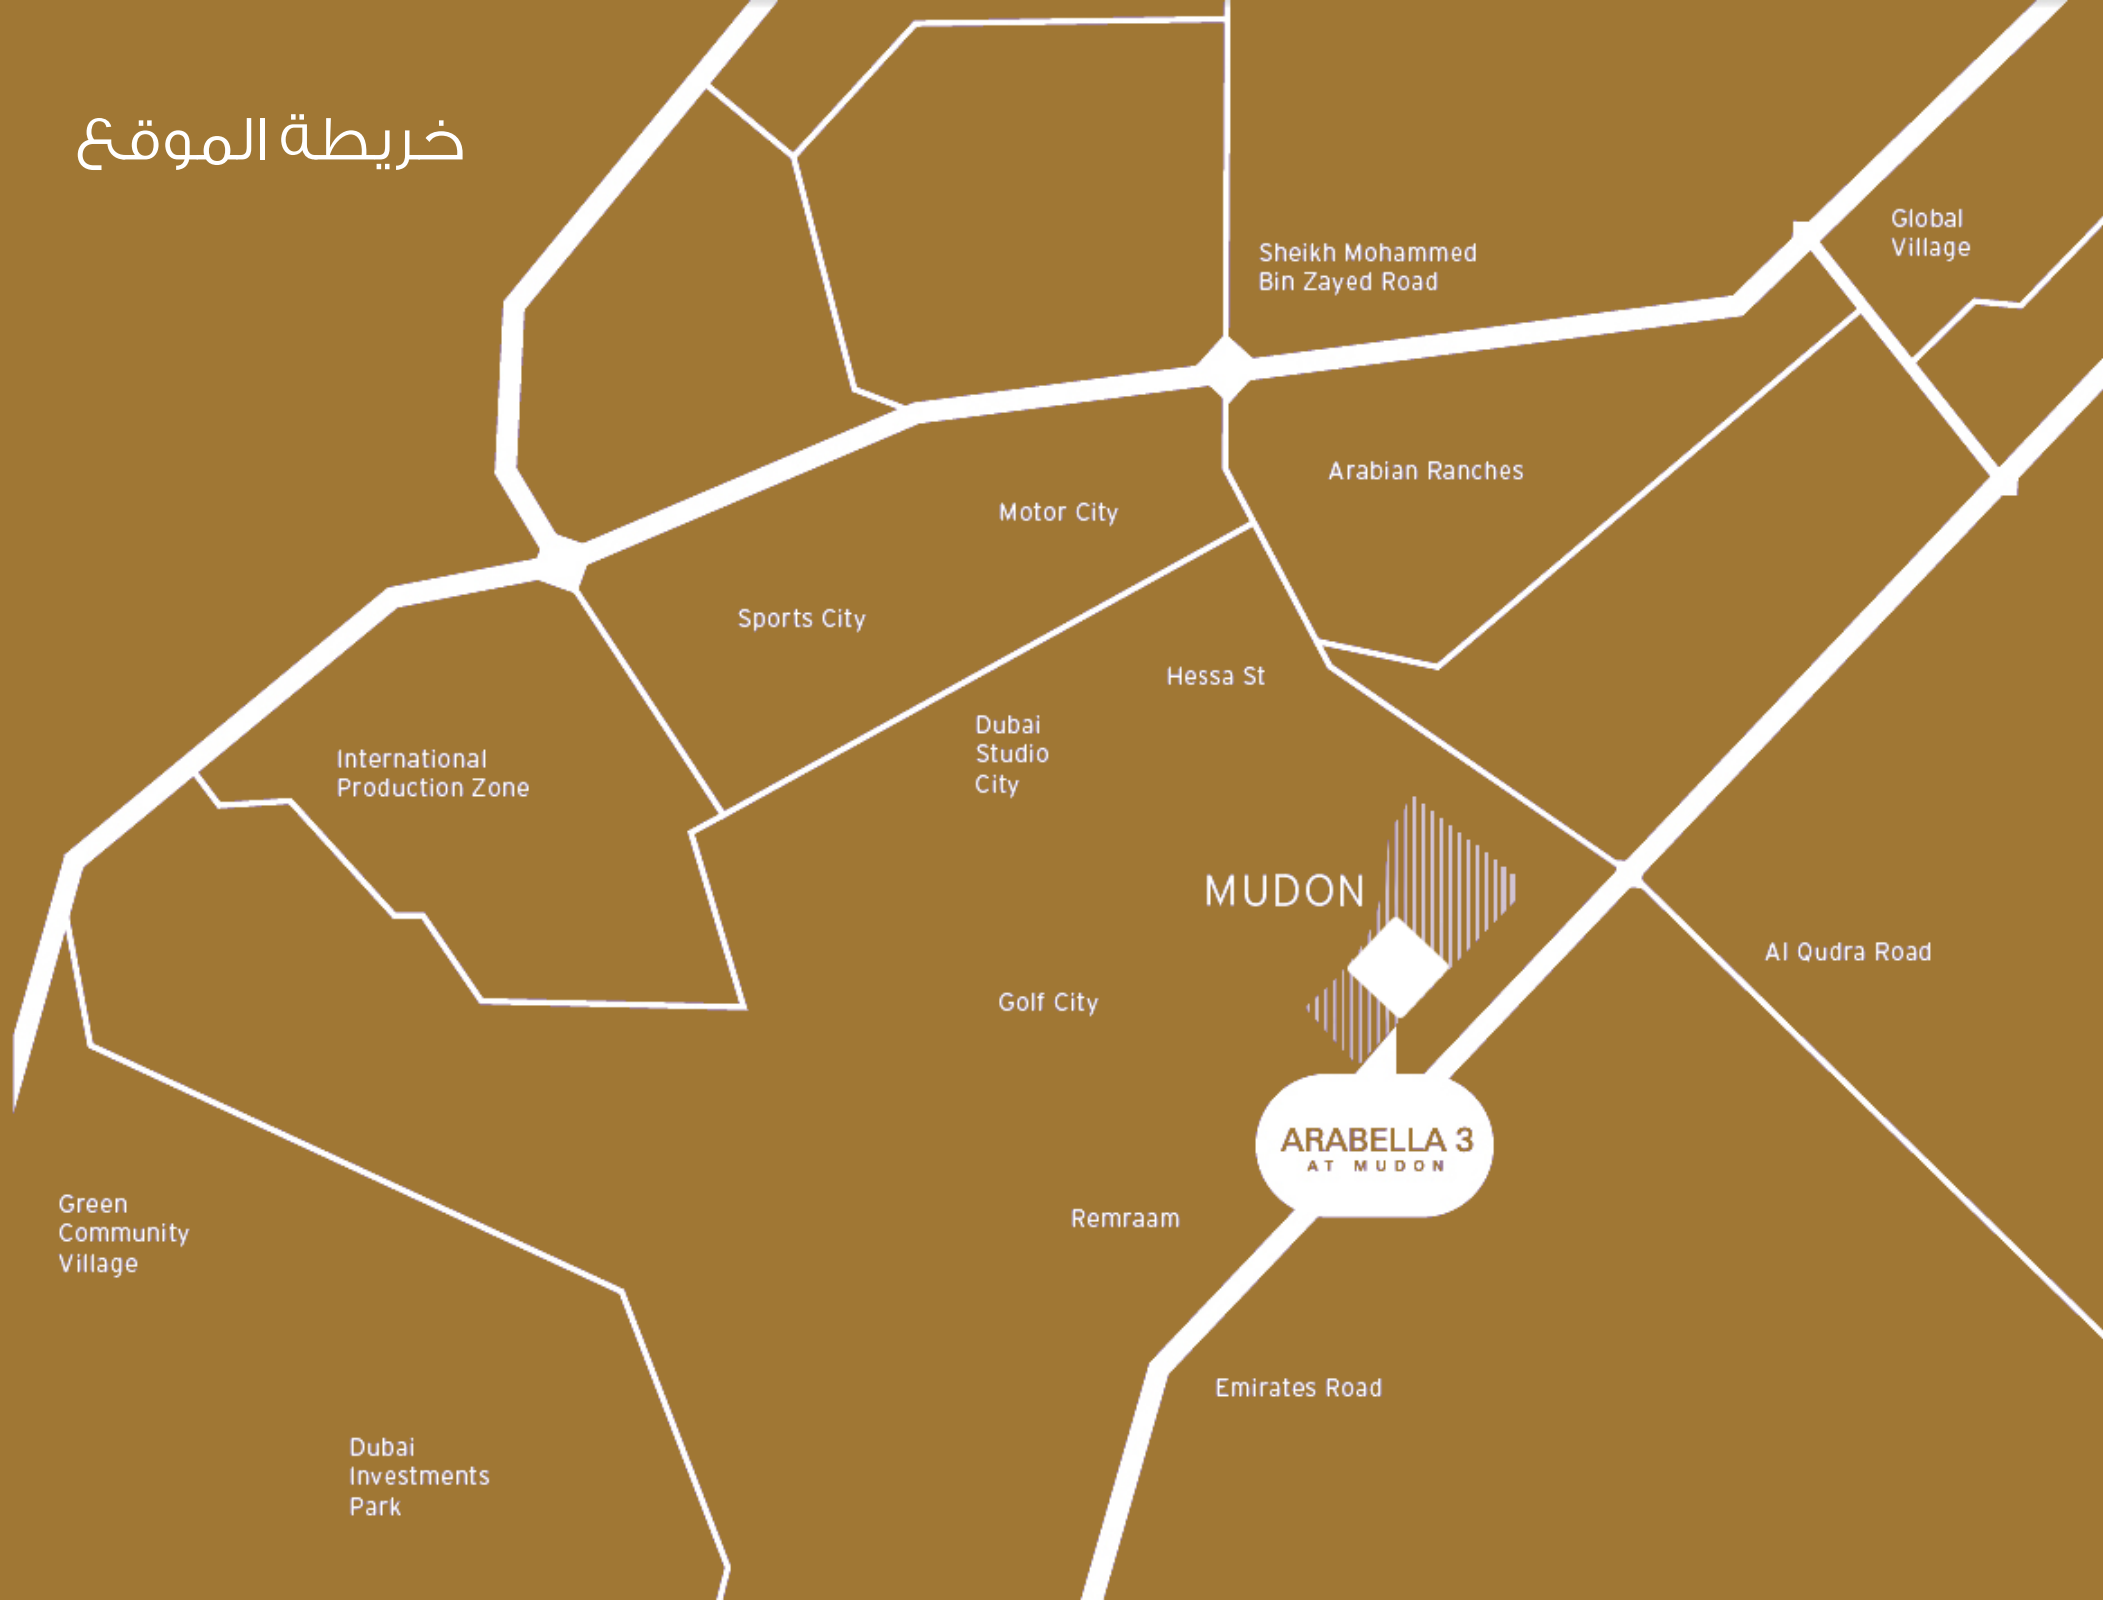 خريطة الموقع
Global
Village
Sheikh Mohammed
Bin Zayed Road
Arabian Ranches
Motor City
Sports City
Hessa St
Dubai
Studio
City
International
Production Zone
MUDON
Al Qudra Road
Golf City
ARABELLA 3
AT MUDON
Remraam
Green
Community
Village
Emirates Road
Dubai
Investments
Park